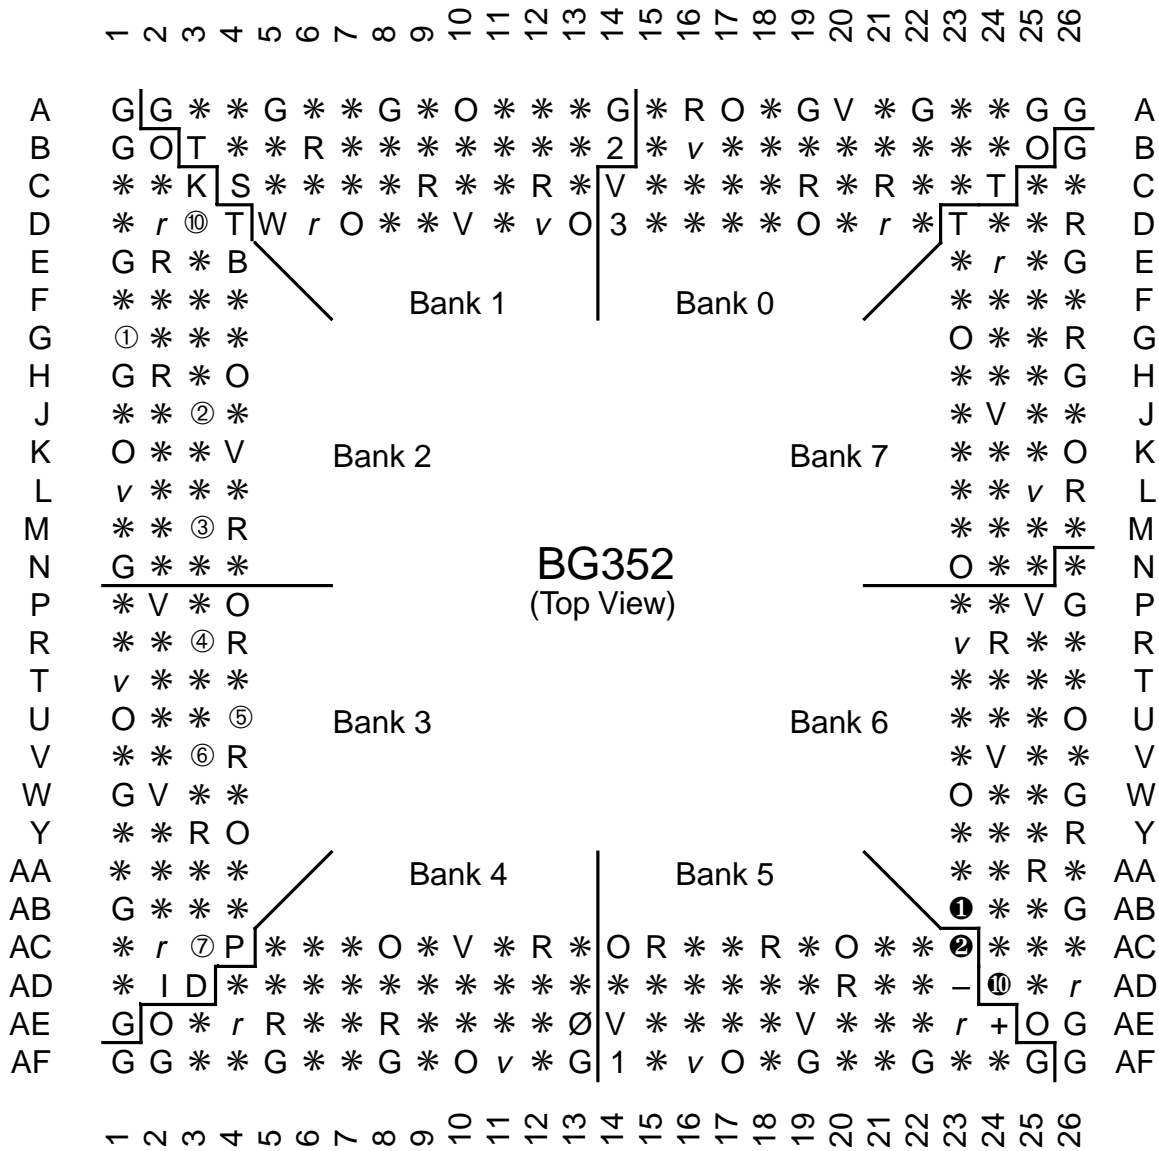 1 2 3 4 5 6 7 8 9 10 11 12 13 14 15 16 17 18 19 20 21 22 23 24 25 26
A G G * * G * * G * O * * * G * R O * G V * G * * G G A
B G O T * * R * * * * * * * 2 * v * * * * * * * * O G B
C * * K S * * * * R * * R * V * * * * R * R * * T * * C
D * r ⑩ T W r O * * V * v O 3 * * * * O * r * T * * R D
E G R * B * r * G E
F * * * * Bank 1 Bank 0 * * * * F
G ① * * * O * * R G
H G R * O * * * G H
J * * ② * * V * * J
K O * * V Bank 2 Bank 7 * * * O K
L v * * * * * v R L
M * * ③ R * * * * M
N G * * * BG352 O * * * N
P * V * O (Top View) * * V G P
R * * ④ R v R * * R
T v * * * * * * * T
U O * * ⑤ Bank 3 Bank 6 * * * O U
V * * ⑥ R * V * * V
W G V * * O * * G W
Y * * R O * * * R Y
AA * * * * Bank 4 Bank 5 * * R * AA
AB G * * * ❶ * * G AB
AC * r ⑦ P * * * O * V * R * O R * * R * O * * ❷ * * * AC
AD * I D * * * * * * * * * * * * * * * * R * * – ❿ * r AD
AE G O * r R * * R * * * * Ø V * * * * V * * * r + O G AE
AF G G * * G * * G * O v * G 1 * v O * G * * G * * G G AF
1 2 3 4 5 6 7 8 9 10 11 12 13 14 15 16 17 18 19 20 21 22 23 24 25 26